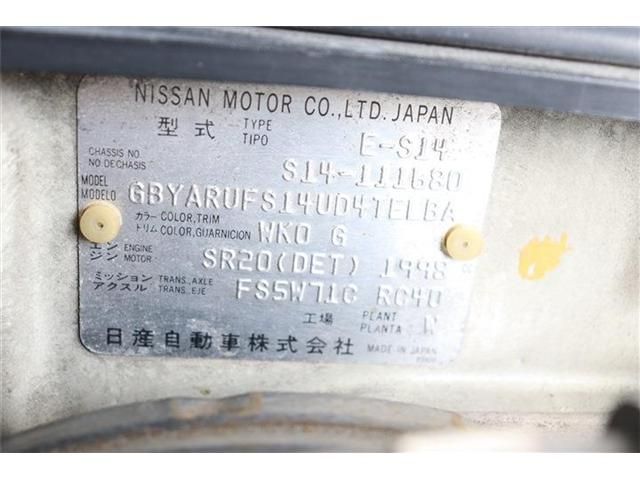 NISSAN MOTOR CO.,LTD. JAPAN
型式 TYPE TIPO E-S14
CHASSIS NO NO DECHASIS S14-111680
MODEL MODELO GBYARUFS14UD4TELBA
カラー COLOR,TRIM トリム COLOR,GUARNICION WK0 G
エンジン ENGINE MOTOR SR20(DET) 1998 CC
ミッション TRANS.,AXLE アクスル TRANS.,EJE FS5W71C RC40
工場 PLANT PLANTA
日産自動車株式会社 MADE IN JAPAN